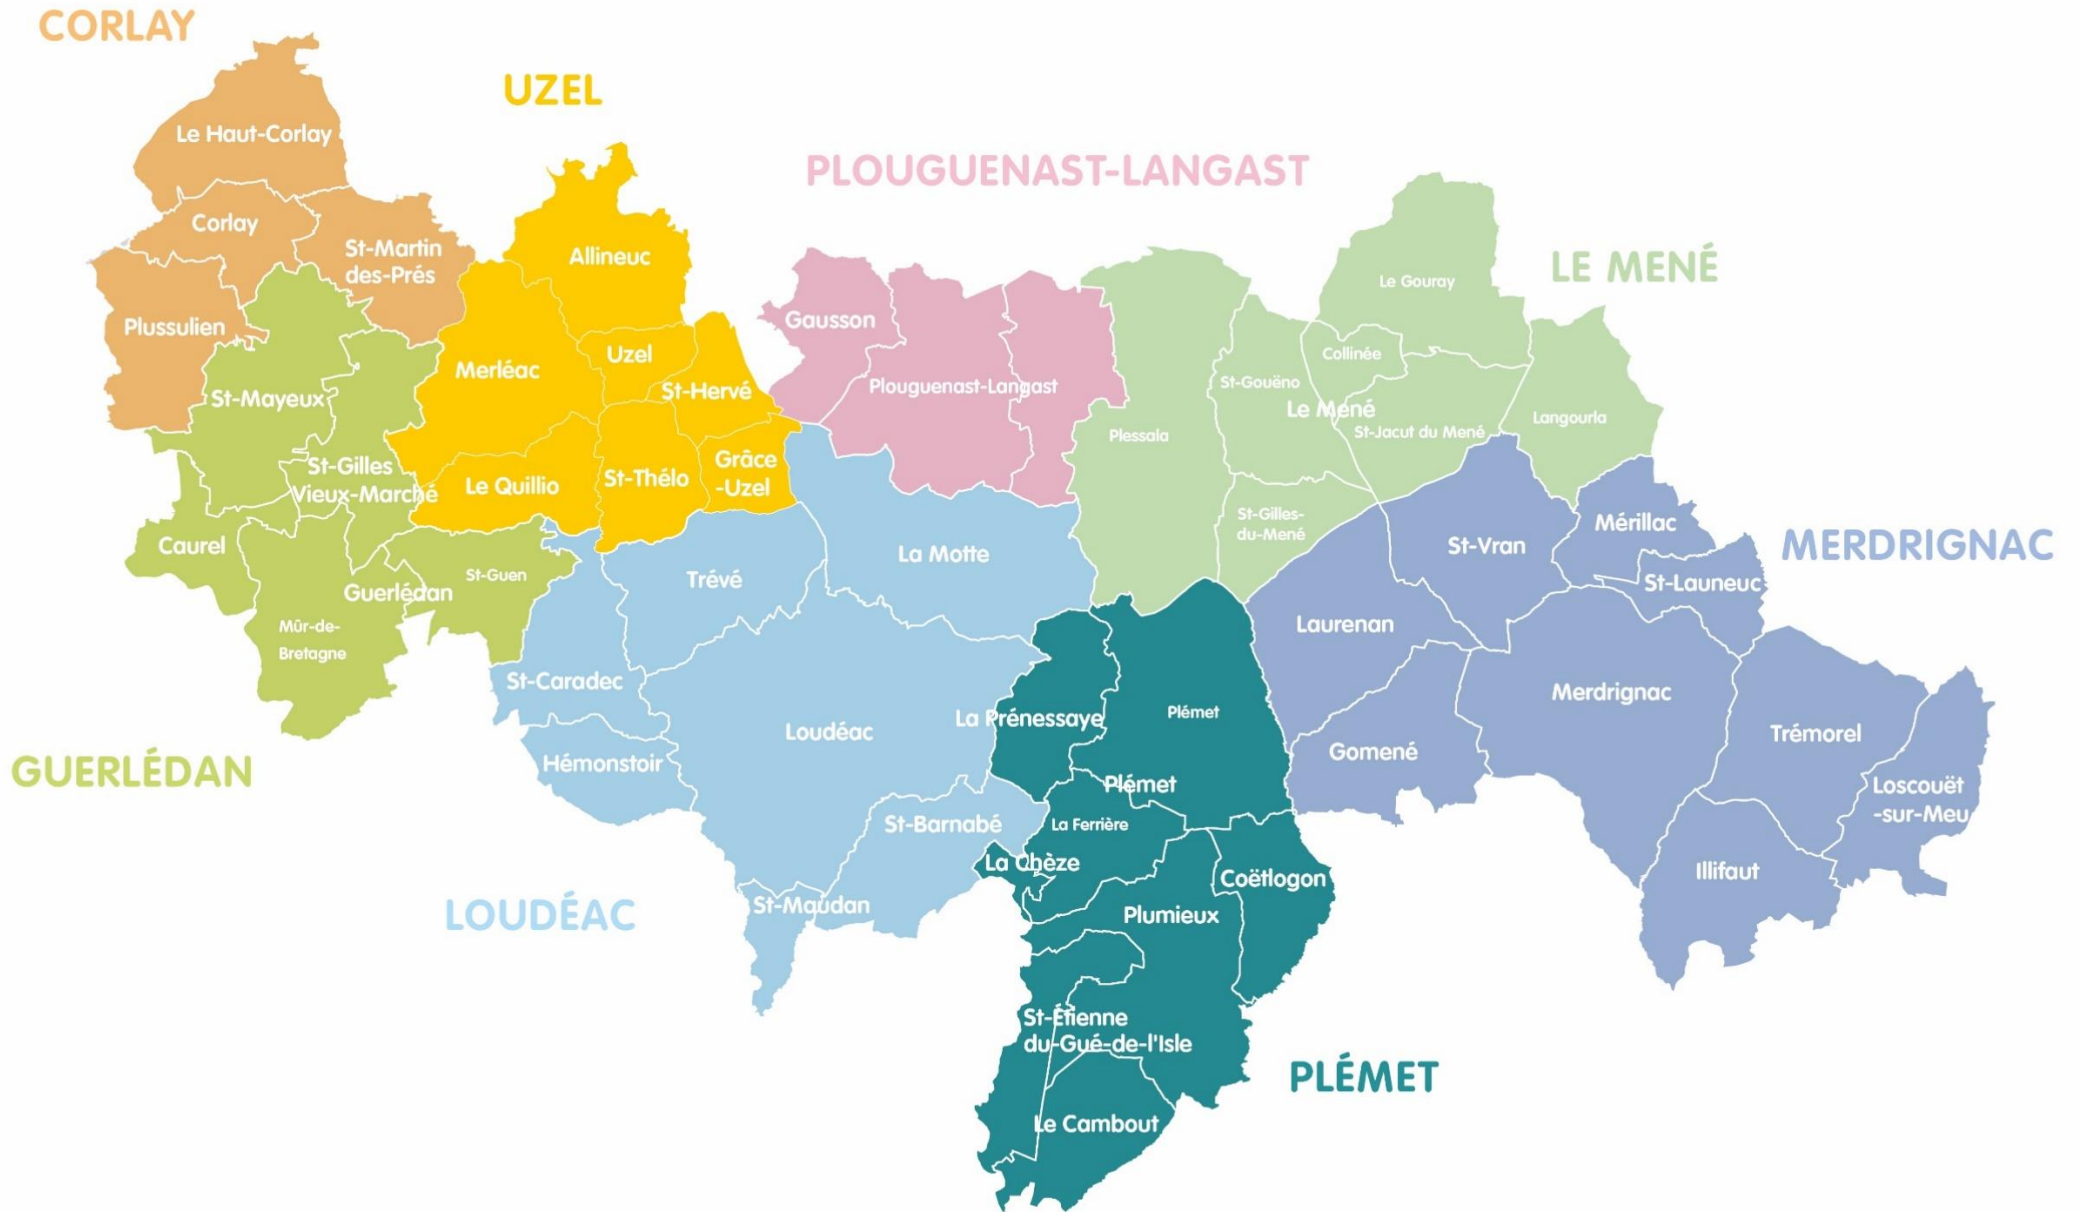 CORLAY
Le Haut-Corlay
Corlay
St-Martin
des-Prés
Plussulien
UZEL
Allineuc
Merléac
Uzel
St-Hervé
Le Quillio
St-Thélo
Grâce
-Uzel
PLOUGUENAST-LANGAST
Gausson
Plouguenast-Langast
LE MENÉ
Le Gouray
Collinée
St-Gouëno
Le Mené
St-Jacut du Mené
Langourla
Plessala
St-Gilles-
du-Mené
St-Mayeux
St-Gilles
Vieux-Marché
Caurel
St-Guen
Guerlédan
Mûr-de-
Bretagne
GUERLÉDAN
La Motte
Trévé
St-Caradec
Loudéac
Hémonstoir
St-Barnabé
St-Maudan
LOUDÉAC
MERDRIGNAC
Mérillac
St-Vran
St-Launeuc
Laurenan
Merdrignac
Gomené
Trémorel
Loscouët
-sur-Meu
Illifaut
La Prénessaye
Plémet
Plémet
La Ferrière
La Chèze
Coëtlogon
Plumieux
St-Étienne
du-Gué-de-l'Isle
Le Cambout
PLÉMET